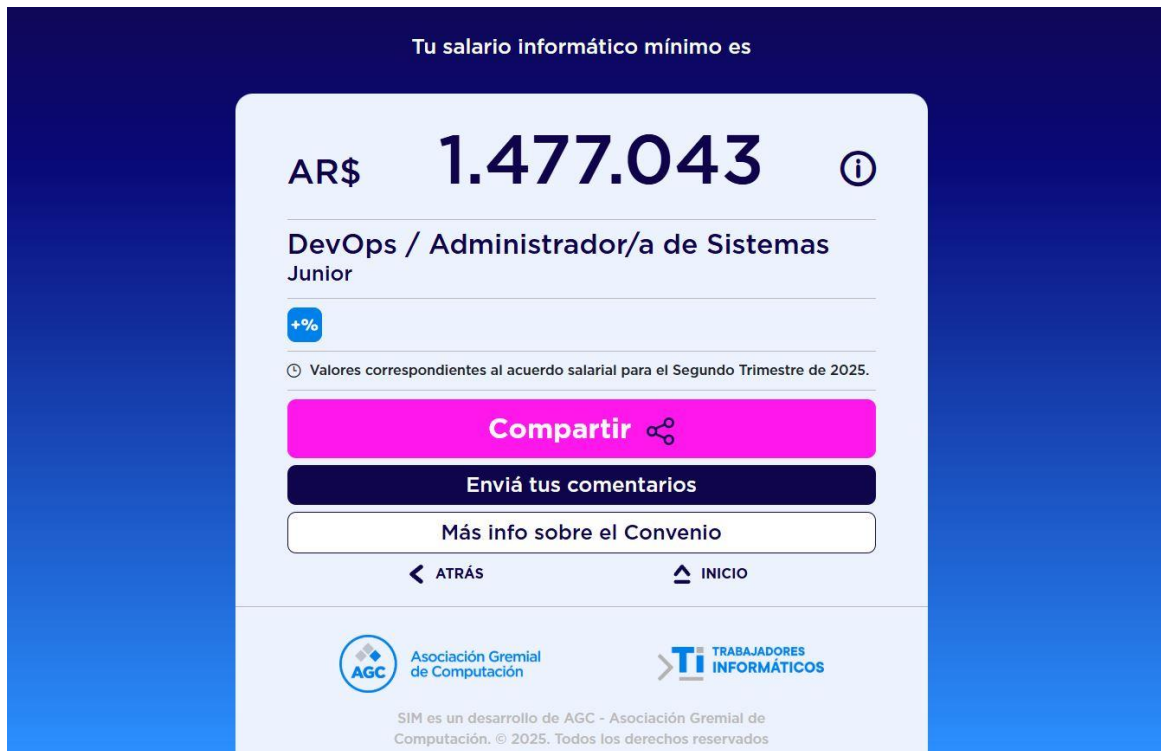 Tu salario informático mínimo es
AR$ 1.477.043
DevOps / Administrador/a de Sistemas
Junior
+%
Valores correspondientes al acuerdo salarial para el Segundo Trimestre de 2025.
Compartir
Enviá tus comentarios
Más info sobre el Convenio
ATRÁS INICIO
AGC
Asociación Gremial
de Computación
Ti
TRABAJADORES
INFORMÁTICOS
SIM es un desarrollo de AGC - Asociación Gremial de
Computación. © 2025. Todos los derechos reservados